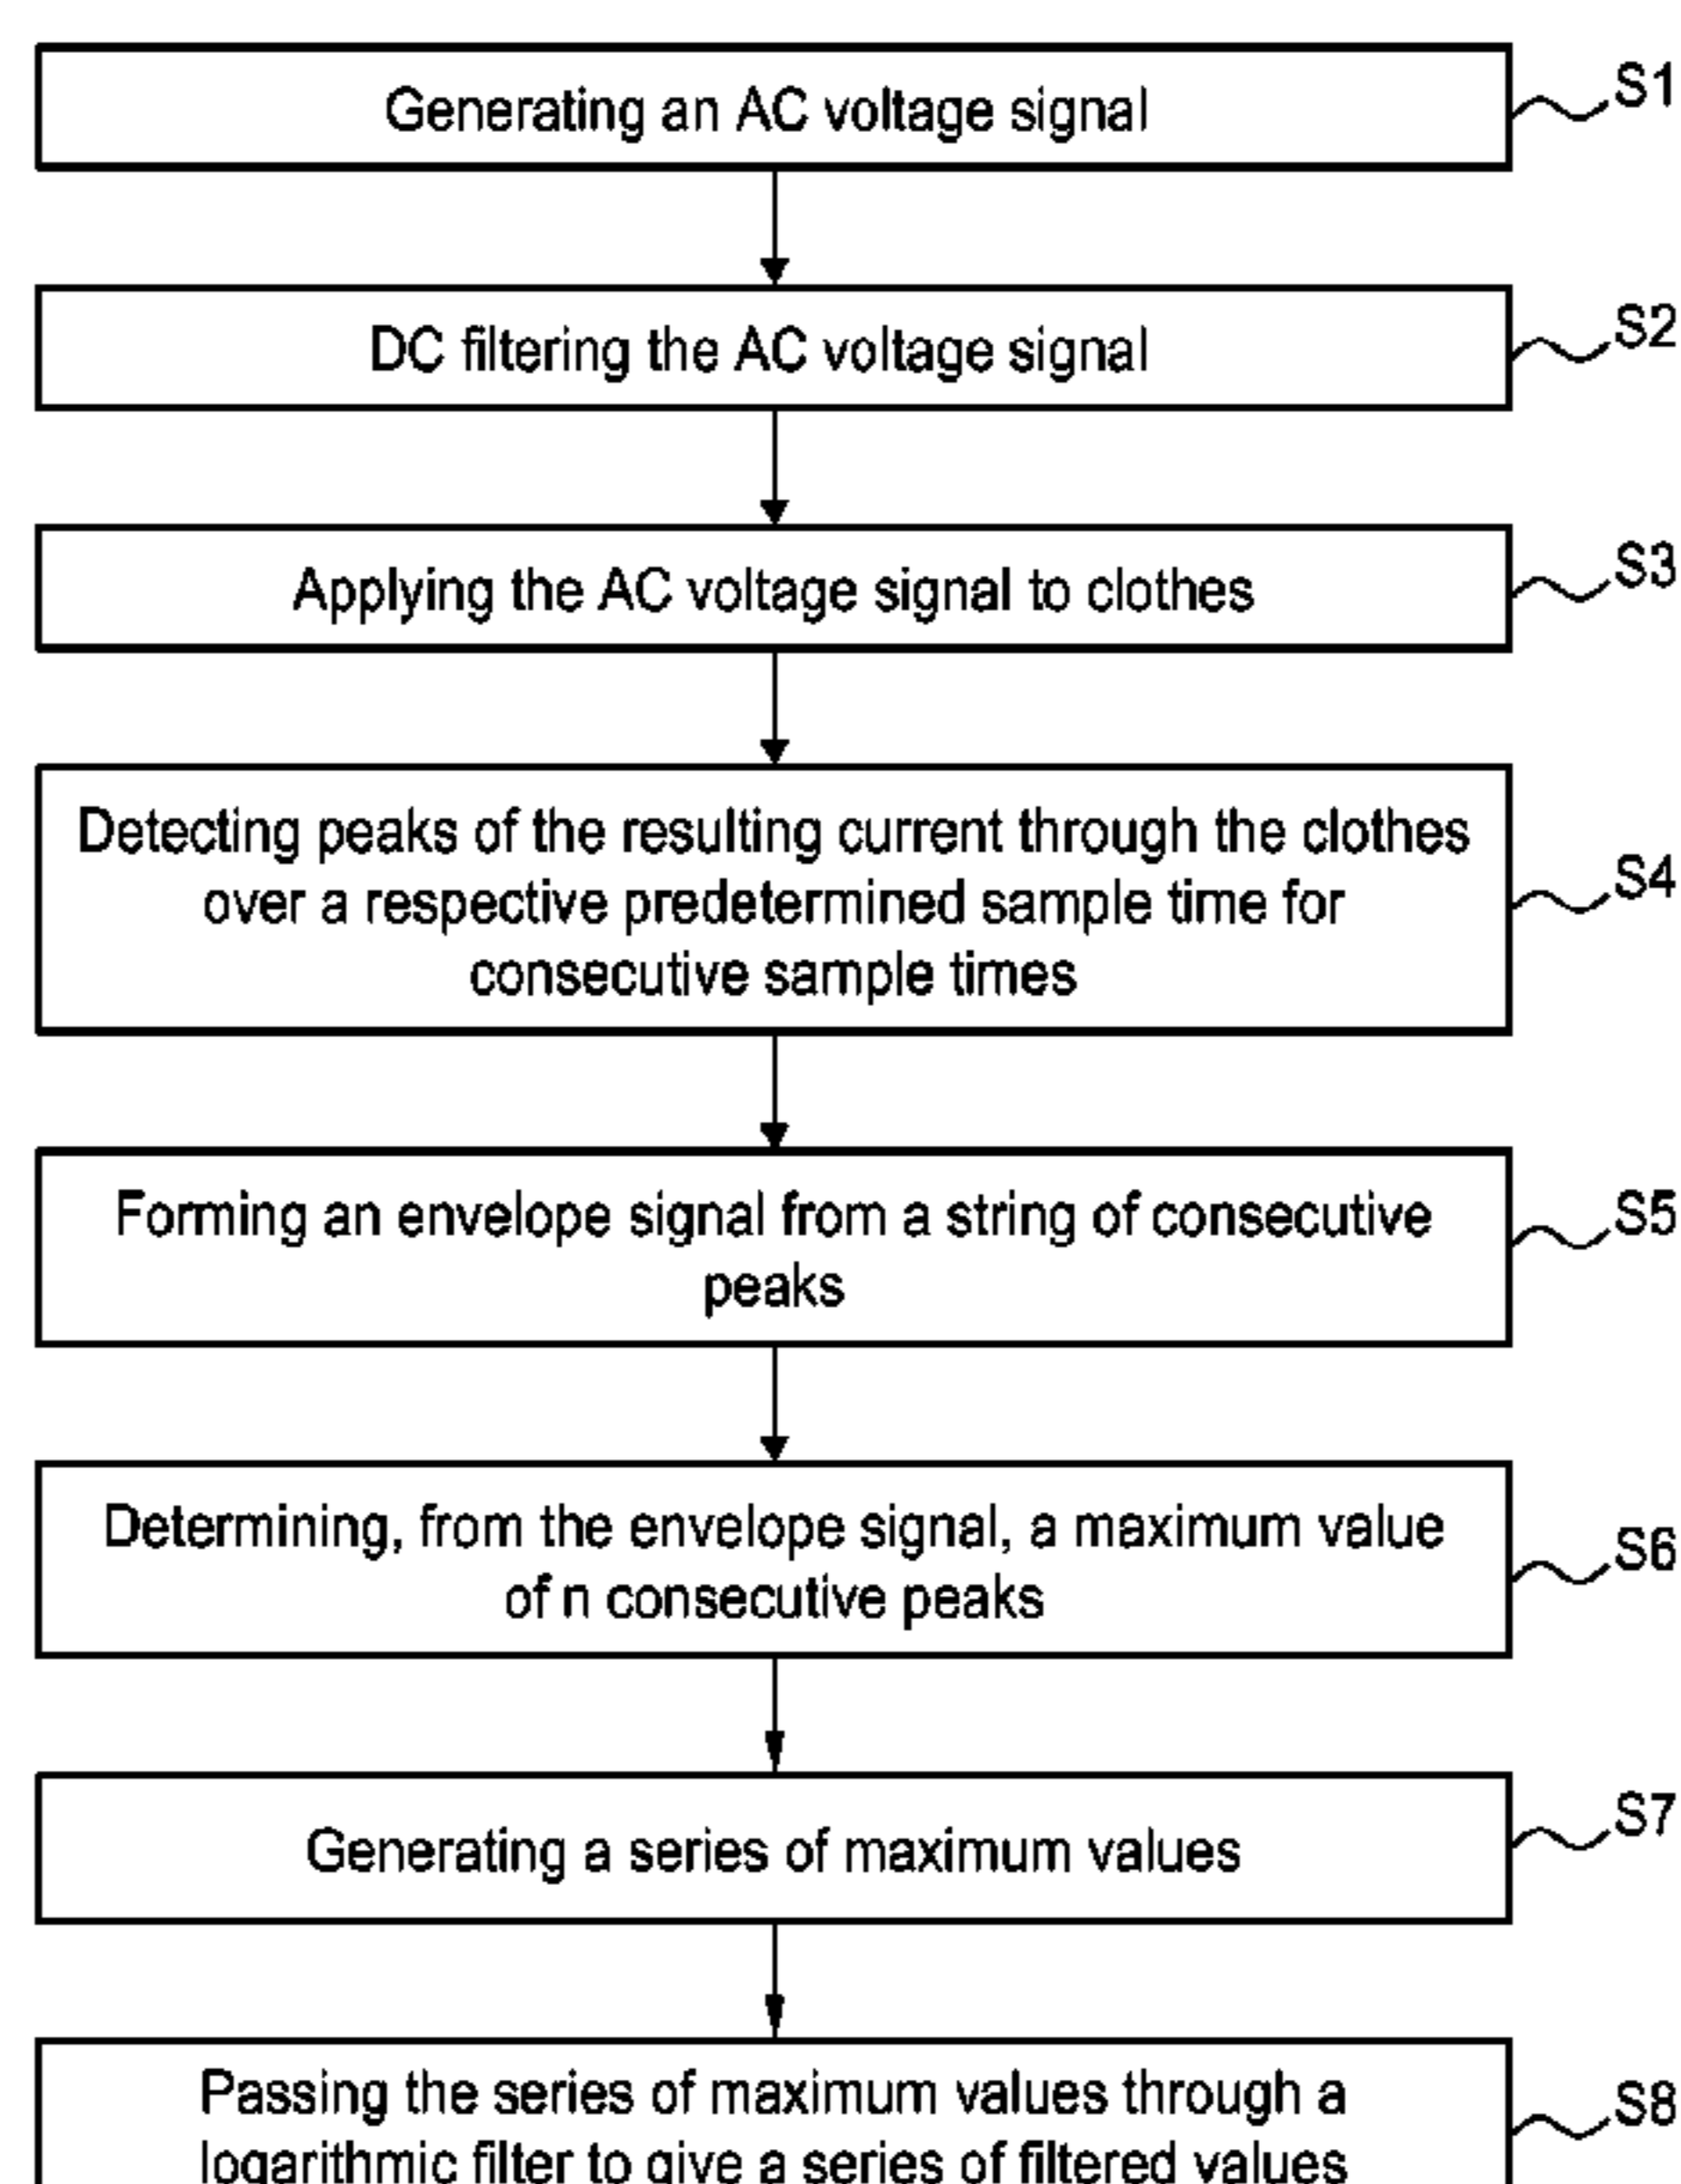 Generating an AC voltage signal
S1
DC filtering the AC voltage signal
S2
Applying the AC voltage signal to clothes
S3
Detecting peaks of the resulting current through the clothes
over a respective predetermined sample time for
consecutive sample times
S4
Forming an envelope signal from a string of consecutive
peaks
S5
Determining, from the envelope signal, a maximum value
of n consecutive peaks
S6
Generating a series of maximum values
S7
Passing the series of maximum values through a
logarithmic filter to give a series of filtered values
S8